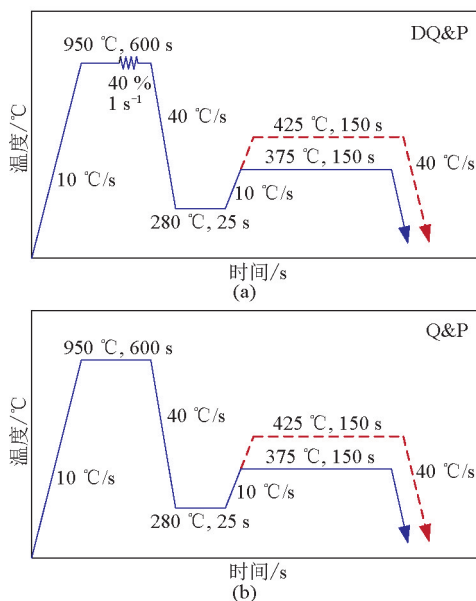 DQ&P
950 ℃, 600 s
40 %
1 s⁻¹
40 ℃/s
425 ℃, 150 s
375 ℃, 150 s
40 ℃/s
10 ℃/s
10 ℃/s
280 ℃, 25 s
温度/℃
时间/s
(a)
Q&P
950 ℃, 600 s
40 ℃/s
425 ℃, 150 s
375 ℃, 150 s
40 ℃/s
10 ℃/s
10 ℃/s
280 ℃, 25 s
温度/℃
时间/s
(b)